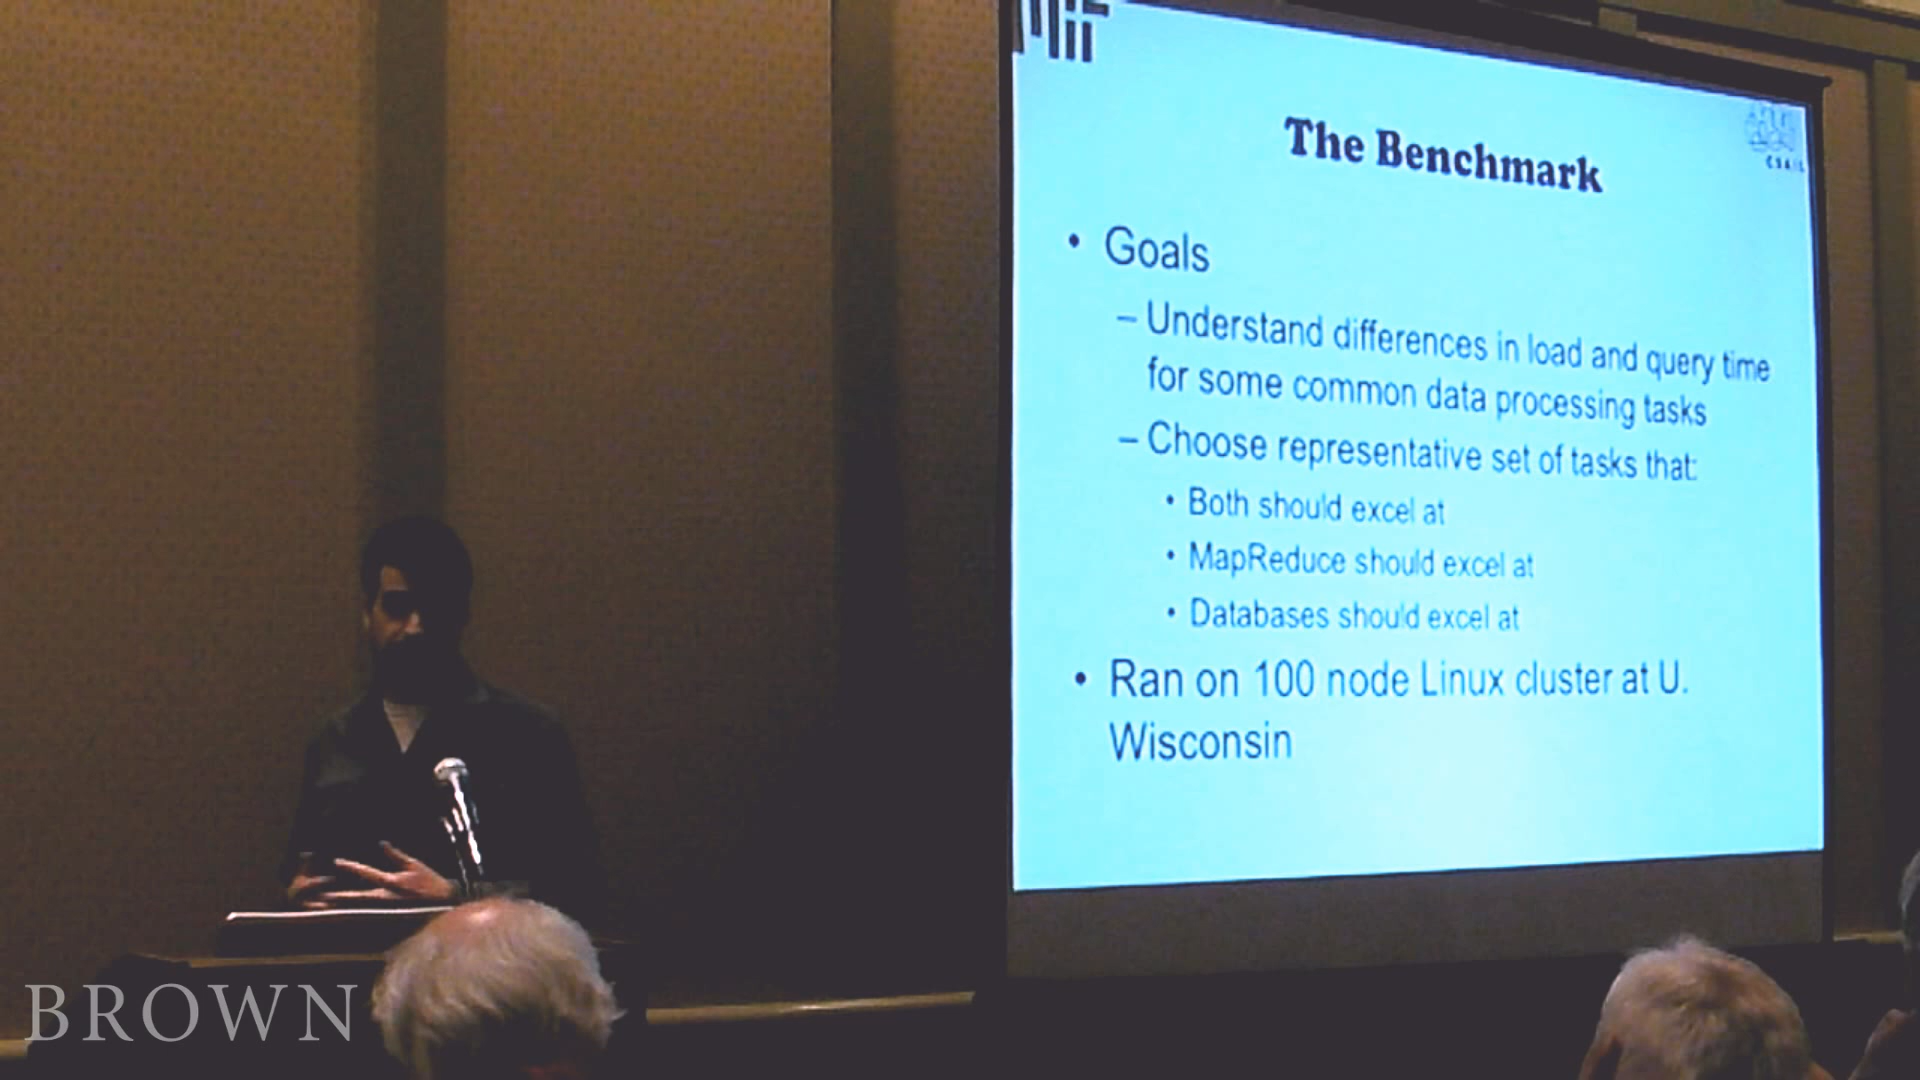 MIT
The Benchmark
CSAIL
• Goals
– Understand differences in load and query time
for some common data processing tasks
– Choose representative set of tasks that:
• Both should excel at
• MapReduce should excel at
• Databases should excel at
• Ran on 100 node Linux cluster at U.
Wisconsin
BROWN